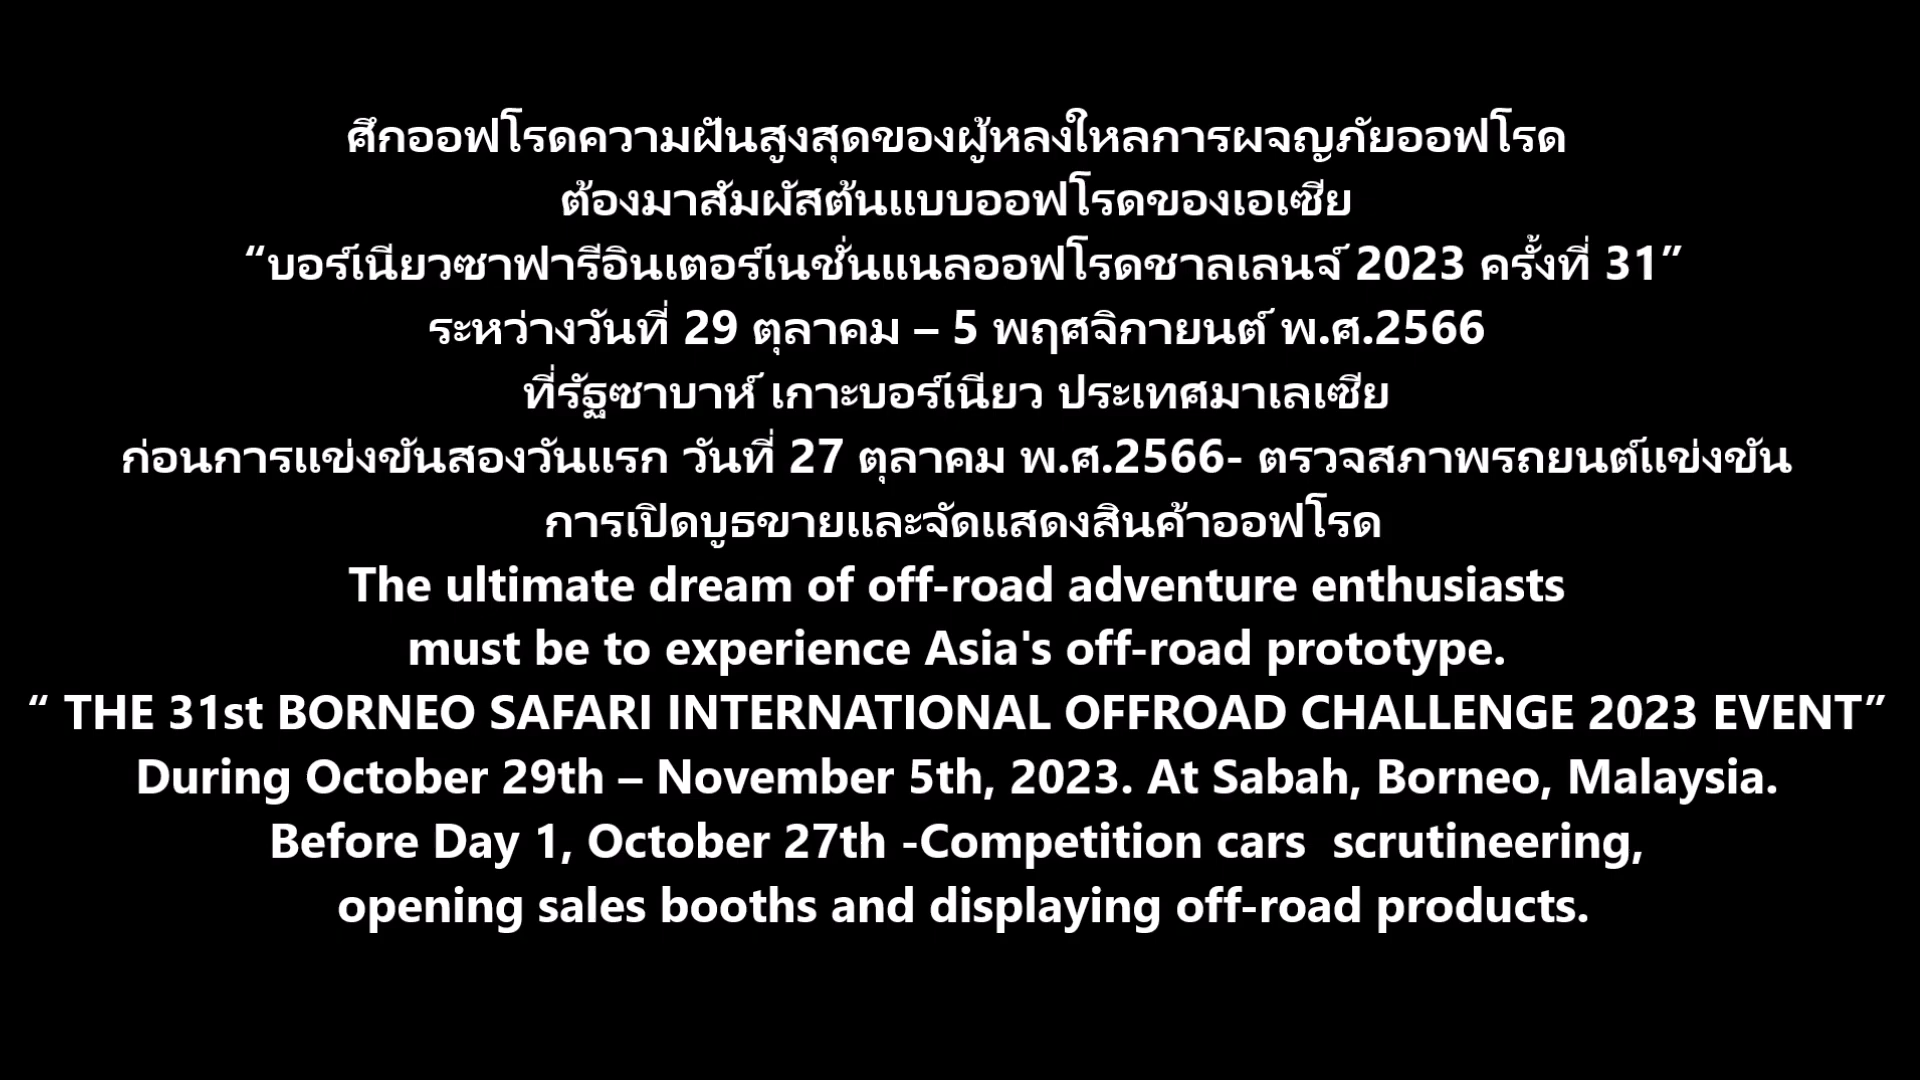 ศึกออฟโรดความฝันสูงสุดของผู้หลงใหลการผจญภัยออฟโรด
ต้องมาสัมผัสต้นแบบออฟโรดของเอเซีย
“บอร์เนียวซาฟารีอินเตอร์เนชั่นแนลออฟโรดชาลเลนจ์ 2023 ครั้งที่ 31”
ระหว่างวันที่ 29 ตุลาคม – 5 พฤศจิกายนต์ พ.ศ.2566
ที่รัฐซาบาห์ เกาะบอร์เนียว ประเทศมาเลเซีย
ก่อนการแข่งขันสองวันแรก วันที่ 27 ตุลาคม พ.ศ.2566- ตรวจสภาพรถยนต์แข่งขัน
การเปิดบูธขายและจัดแสดงสินค้าออฟโรด
The ultimate dream of off-road adventure enthusiasts
must be to experience Asia's off-road prototype.
“ THE 31st BORNEO SAFARI INTERNATIONAL OFFROAD CHALLENGE 2023 EVENT”
During October 29th – November 5th, 2023. At Sabah, Borneo, Malaysia.
Before Day 1, October 27th -Competition cars  scrutineering,
opening sales booths and displaying off-road products.